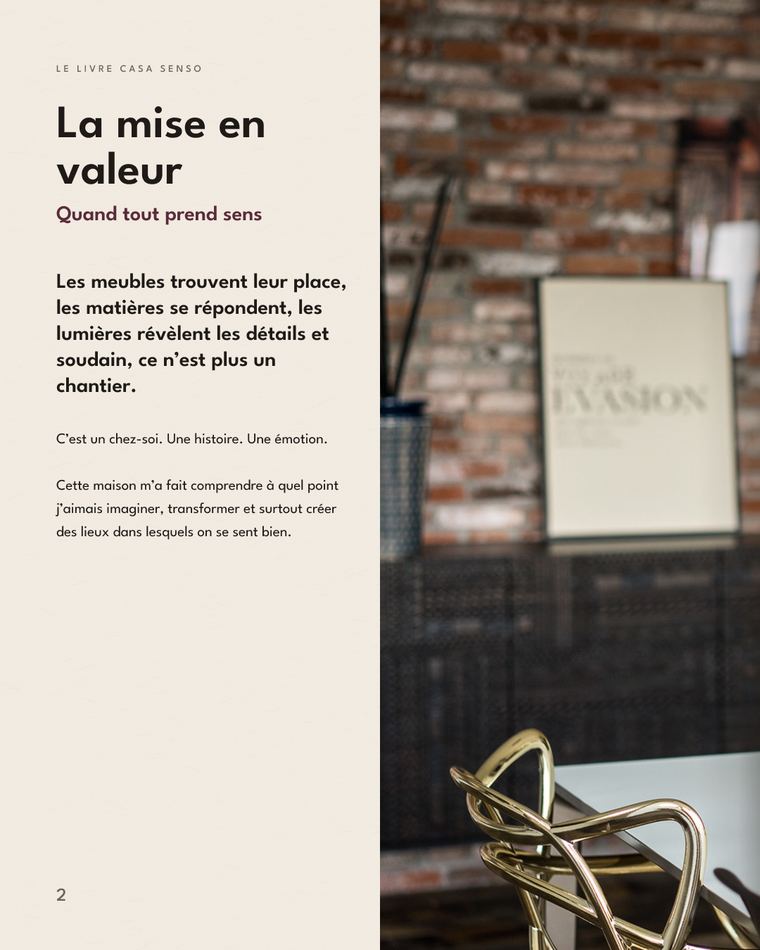 LE LIVRE CASA SENSO
La mise en
valeur
Quand tout prend sens
Les meubles trouvent leur place,
les matières se répondent, les
lumières révèlent les détails et
soudain, ce n’est plus un
chantier.
C’est un chez-soi. Une histoire. Une émotion.
Cette maison m’a fait comprendre à quel point
j’aimais imaginer, transformer et surtout créer
des lieux dans lesquels on se sent bien.
2
EVASION